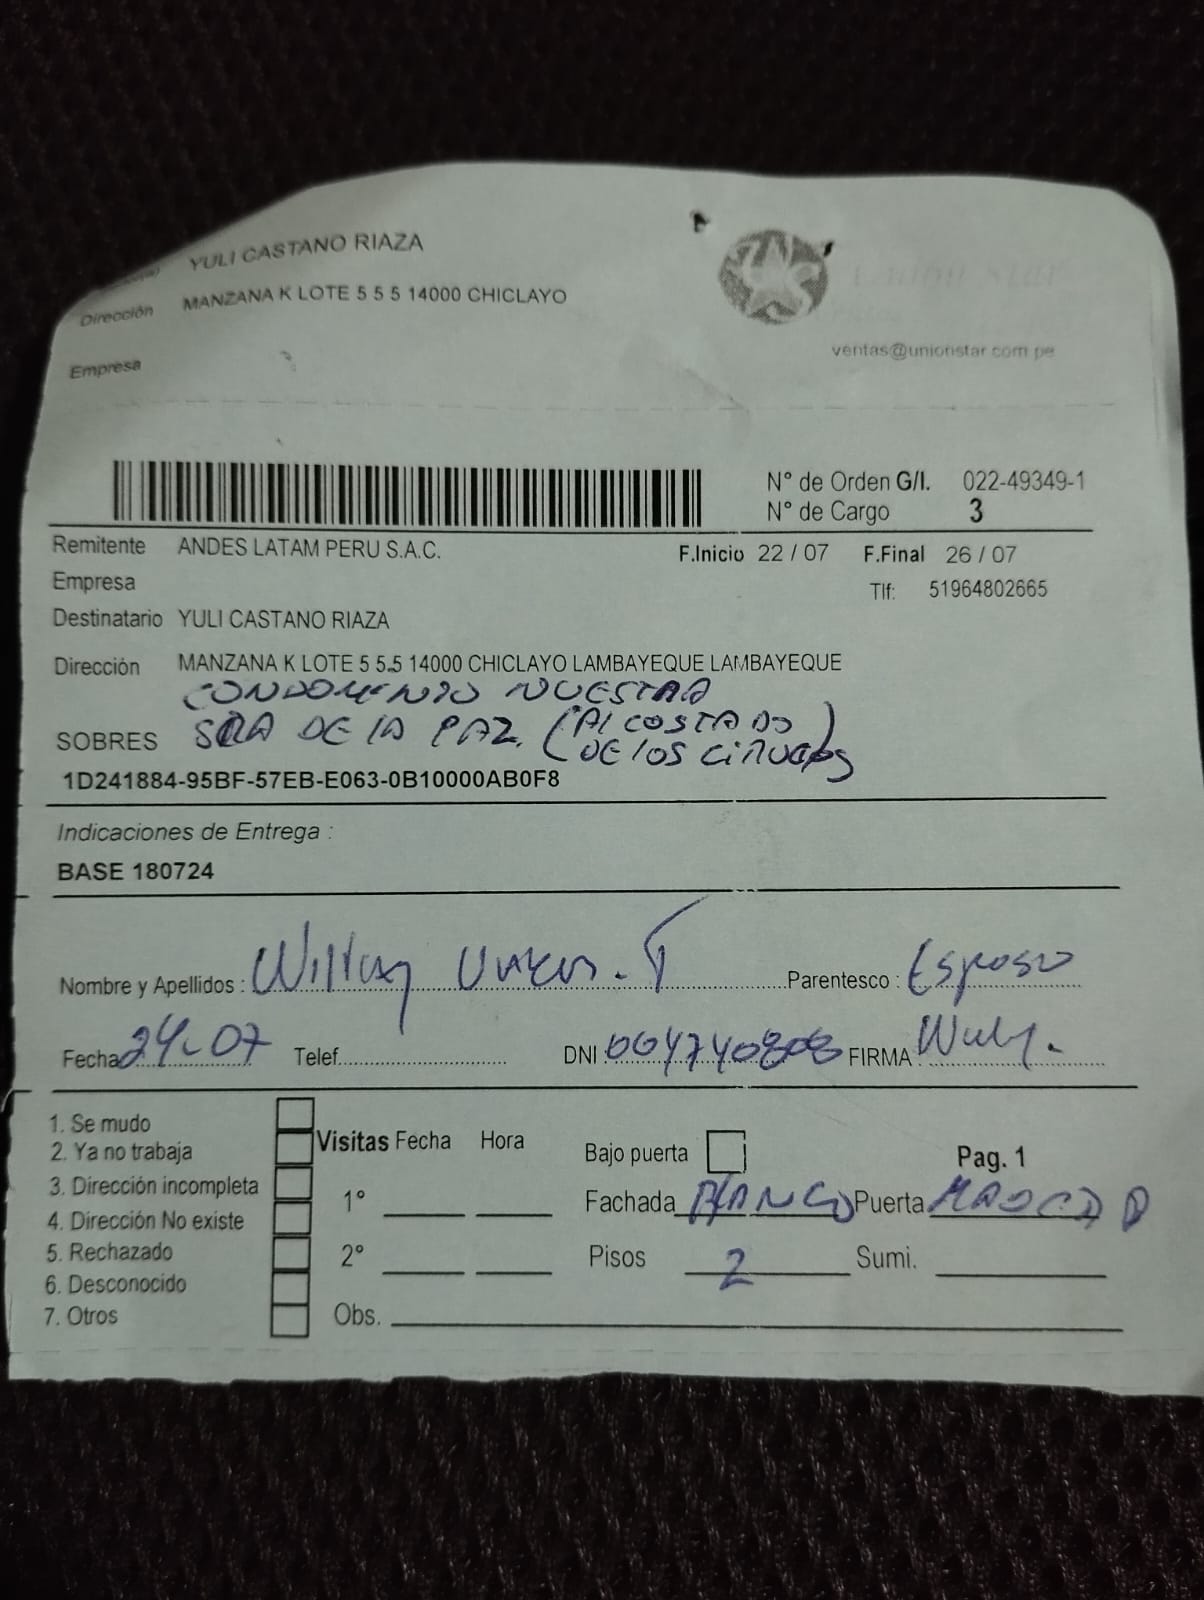 YULI CASTANO RIAZA
Dirección MANZANA K LOTE 5 5 5 14000 CHICLAYO
Empresa
Union Star
ventas@unionstar.com.pe
N° de Orden G/I. 022-49349-1
N° de Cargo 3
Remitente ANDES LATAM PERU S.A.C. F.Inicio 22 / 07 F.Final 26 / 07
Empresa Tlf: 51964802665
Destinatario YULI CASTANO RIAZA
Dirección MANZANA K LOTE 5 5.5 14000 CHICLAYO LAMBAYEQUE LAMBAYEQUE
CONDOMINIO NUESTRA
SOBRES SRA DE LA PAZ. (Al COSTADO
DE LOS CIRUELOS)
1D241884-95BF-57EB-E063-0B10000AB0F8
Indicaciones de Entrega :
BASE 180724
Nombre y Apellidos : Parentesco : Esposo
Fecha 24-07 Telef. DNI 004740808 FIRMA
1. Se mudo
2. Ya no trabaja
3. Dirección incompleta
4. Dirección No existe
5. Rechazado
6. Desconocido
7. Otros
Visitas Fecha Hora
1°
2°
Obs.
Bajo puerta Pag. 1
Fachada BLANCO Puerta
Pisos 2 Sumi.